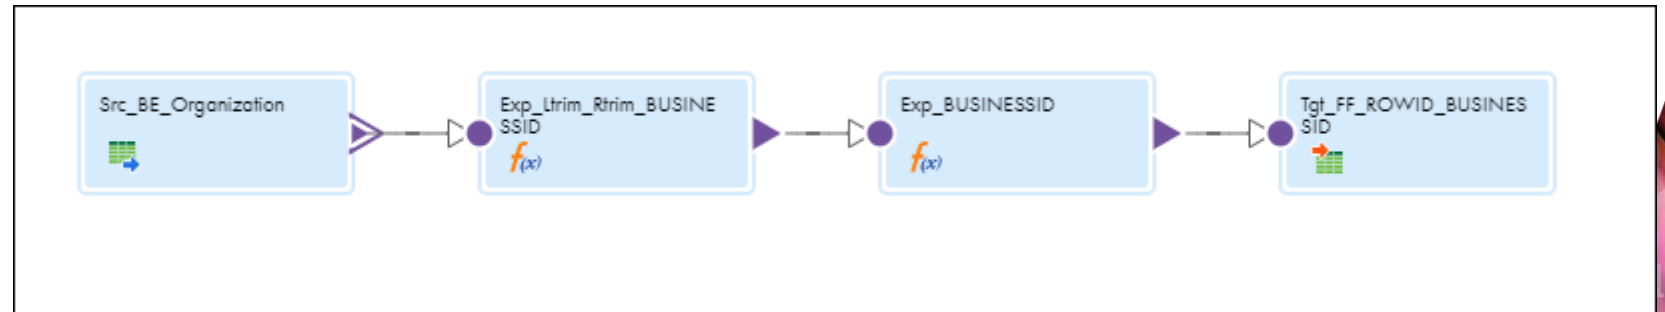 Src_BE_Organization
Exp_Ltrim_Rtrim_BUSINE
SSID
f(x)
Exp_BUSINESSID
f(x)
Tgt_FF_ROWID_BUSINES
SID